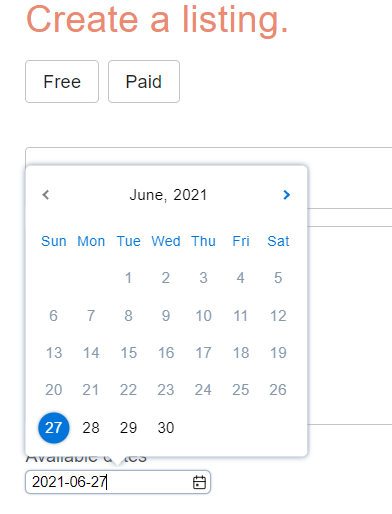 Create a listing.
Free Paid
June, 2021
Sun Mon Tue Wed Thu Fri Sat
1 2 3 4 5
6 7 8 9 10 11 12
13 14 15 16 17 18 19
20 21 22 23 24 25 26
27 28 29 30
Available dates
2021-06-27